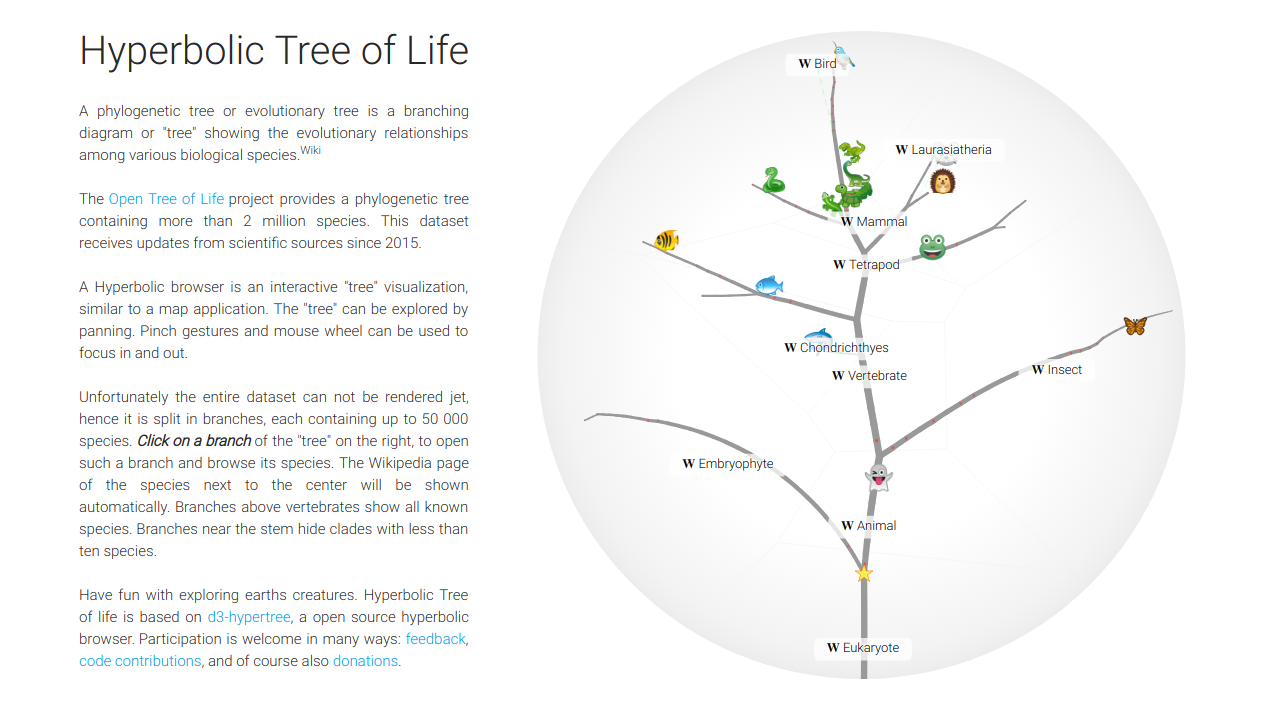 Hyperbolic Tree of Life
A phylogenetic tree or evolutionary tree is a branching
diagram or "tree" showing the evolutionary relationships
among various biological species.Wiki
The Open Tree of Life project provides a phylogenetic tree
containing more than 2 million species. This dataset
receives updates from scientific sources since 2015.
A Hyperbolic browser is an interactive "tree" visualization,
similar to a map application. The "tree" can be explored by
panning. Pinch gestures and mouse wheel can be used to
focus in and out.
Unfortunately the entire dataset can not be rendered jet,
hence it is split in branches, each containing up to 50 000
species. Click on a branch of the "tree" on the right, to open
such a branch and browse its species. The Wikipedia page
of the species next to the center will be shown
automatically. Branches above vertebrates show all known
species. Branches near the stem hide clades with less than
ten species.
Have fun with exploring earths creatures. Hyperbolic Tree
of life is based on d3-hypertree, a open source hyperbolic
browser. Participation is welcome in many ways: feedback,
code contributions, and of course also donations.
W Bird
W Laurasiatheria
W Mammal
W Tetrapod
W Chondrichthyes
W Vertebrate
W Insect
W Embryophyte
W Animal
W Eukaryote